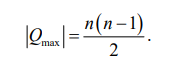 |Q_max| = n(n−1)/2.